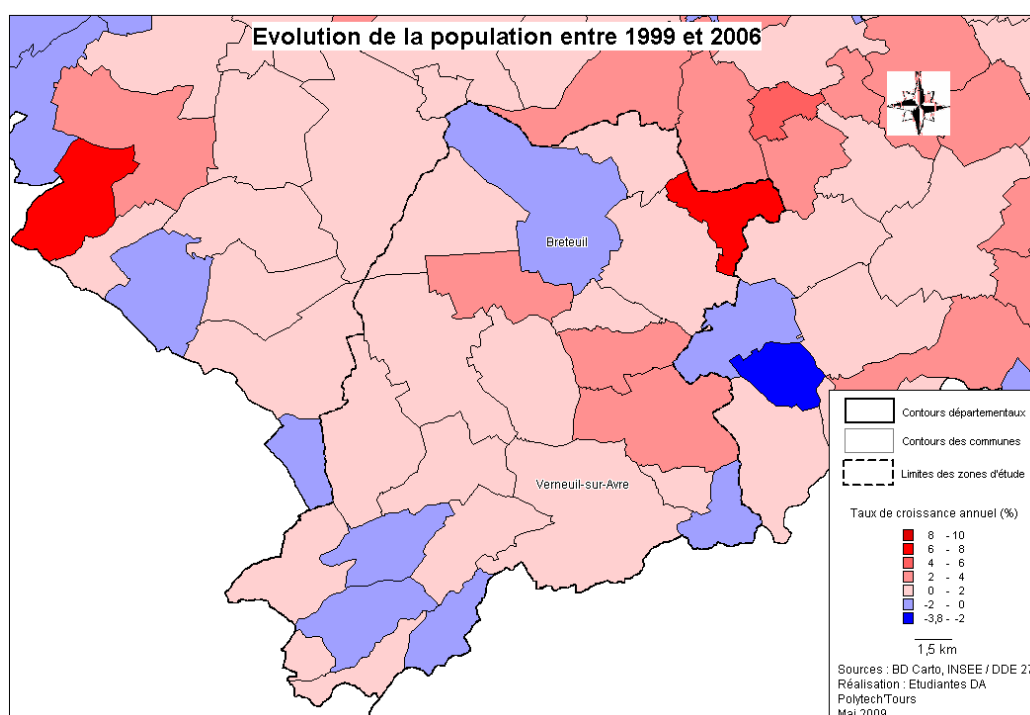 Evolution de la population entre 1999 et 2006
Breteuil
Verneuil-sur-Avre
Contours départementaux
Contours des communes
Limites des zones d'étude
Taux de croissance annuel (%)
8 - 10
6 - 8
4 - 6
2 - 4
0 - 2
-2 - 0
-3,8 - -2
1,5 km
Sources : BD Carto, INSEE / DDE 27
Réalisation : Etudiantes DA
Polytech'Tours
Mai 2009